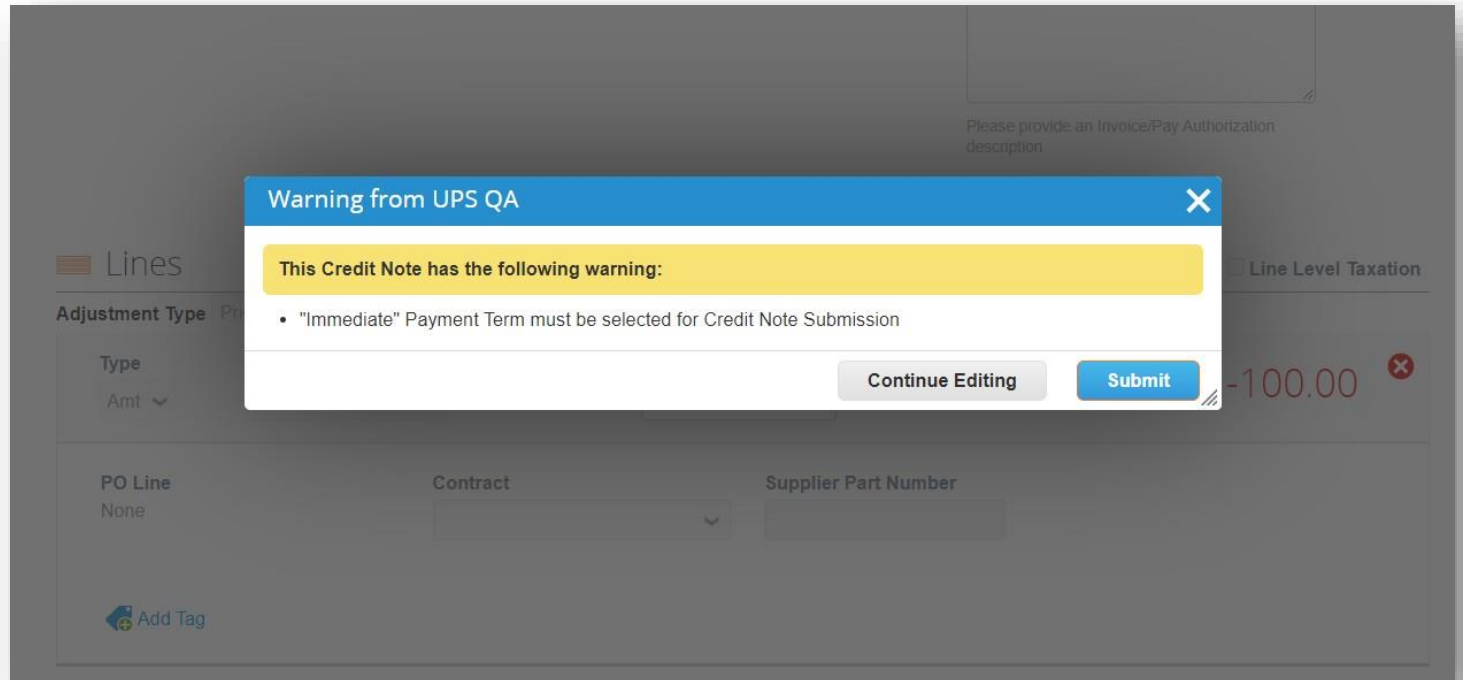 Please provide an Invoice/Pay Authorization
description
Warning from UPS QA
This Credit Note has the following warning:
• "Immediate" Payment Term must be selected for Credit Note Submission
Continue Editing
Submit
Lines
Line Level Taxation
Adjustment Type
Type
Amt
-100.00
PO Line
None
Contract
Supplier Part Number
Add Tag